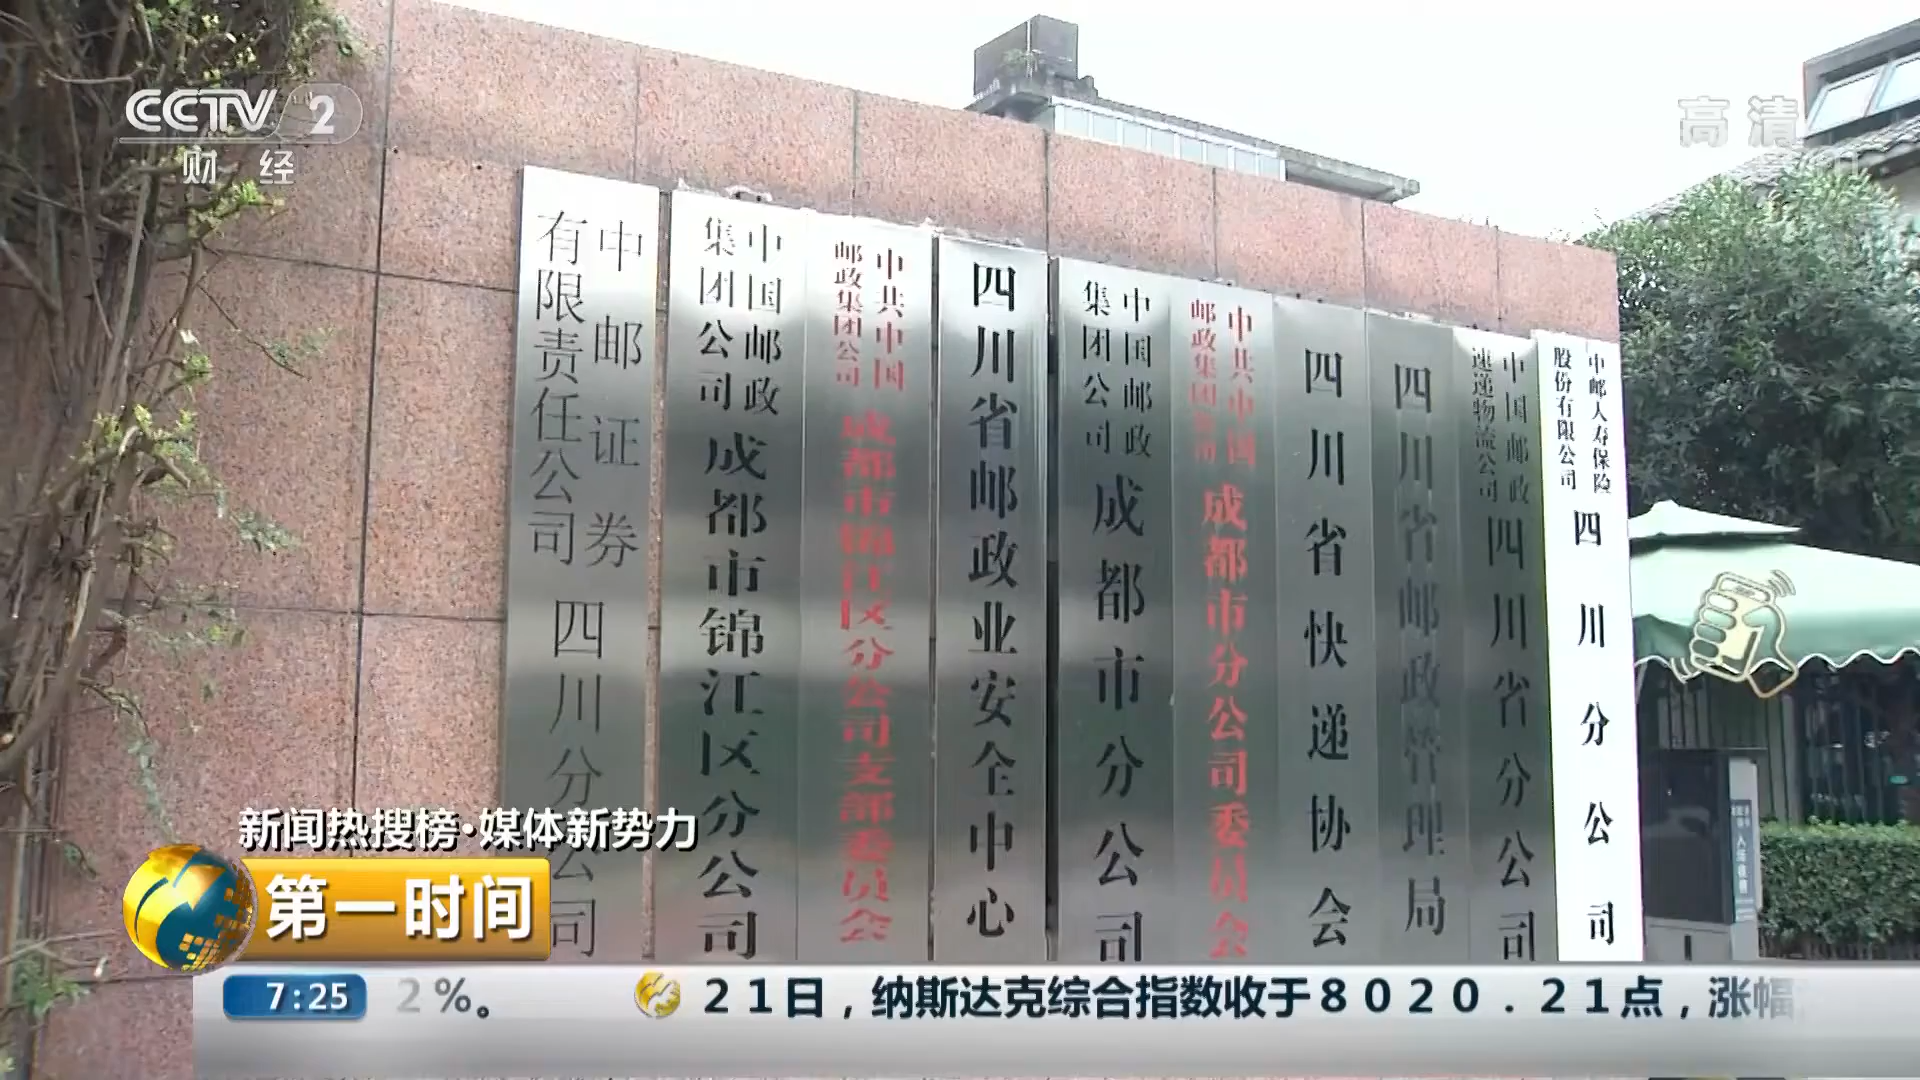 CCTV 2
财 经
高 清
中邮证券
有限责任公司
四川分公司
中国邮政
集团公司
成都市锦江区分公司
中共中国
邮政集团公司
成都市锦江区分公司支部委员会
四川省邮政业安全中心
中国邮政
集团公司
成都市分公司
中共中国
邮政集团公司
成都市分公司委员会
四川省快递协会
四川省邮政管理局
中国邮政
速递物流公司
四川省分公司
中邮人寿保险
股份有限公司
四川分公司
新闻热搜榜·媒体新势力
第一时间
7:25
2%。
21日，纳斯达克综合指数收于8020.21点，涨幅